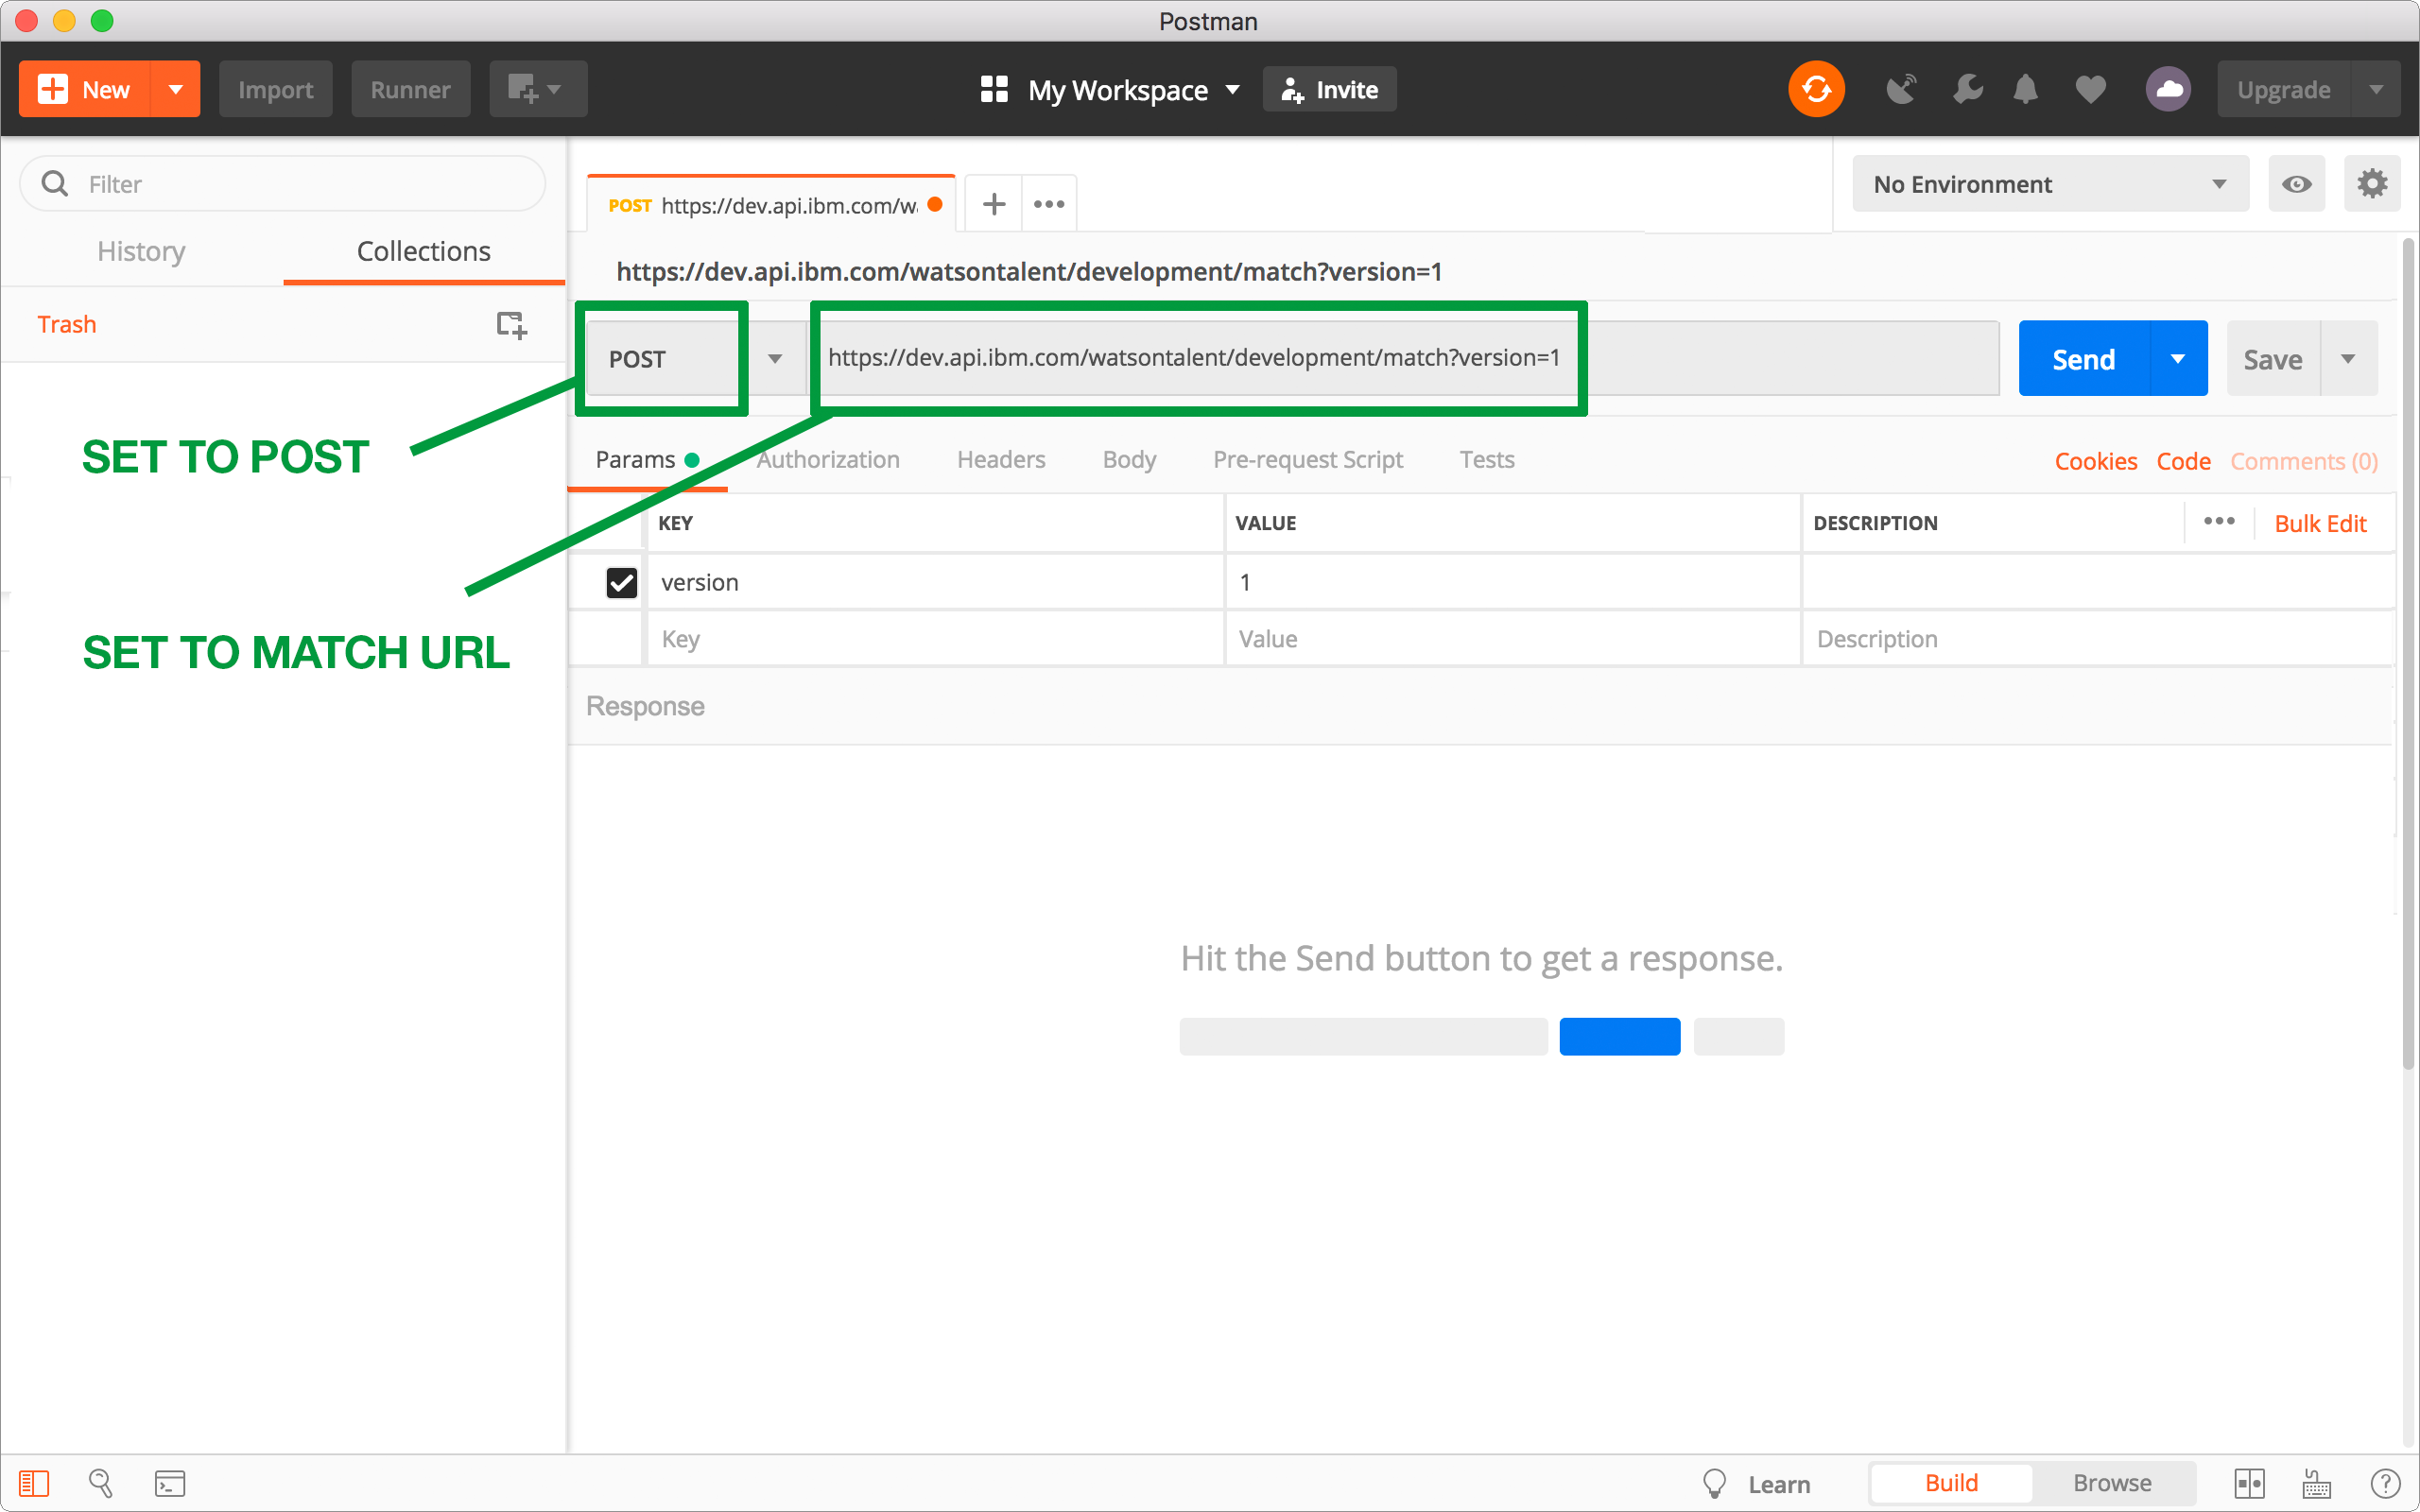 Postman
New
Import
Runner
My Workspace
Invite
Upgrade
Filter
History
Collections
Trash
POST https://dev.api.ibm.com/wa
No Environment
https://dev.api.ibm.com/watsontalent/development/match?version=1
POST
https://dev.api.ibm.com/watsontalent/development/match?version=1
Send
Save
SET TO POST
SET TO MATCH URL
Params
Authorization
Headers
Body
Pre-request Script
Tests
Cookies
Code
Comments (0)
KEY
VALUE
DESCRIPTION
Bulk Edit
version
1
Key
Value
Description
Response
Hit the Send button to get a response.
Learn
Build
Browse